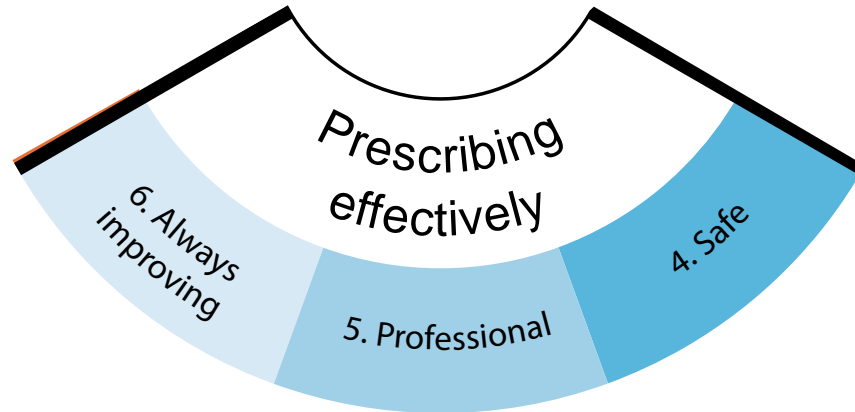 Prescribing
effectively
6. Always
improving
5. Professional
4. Safe